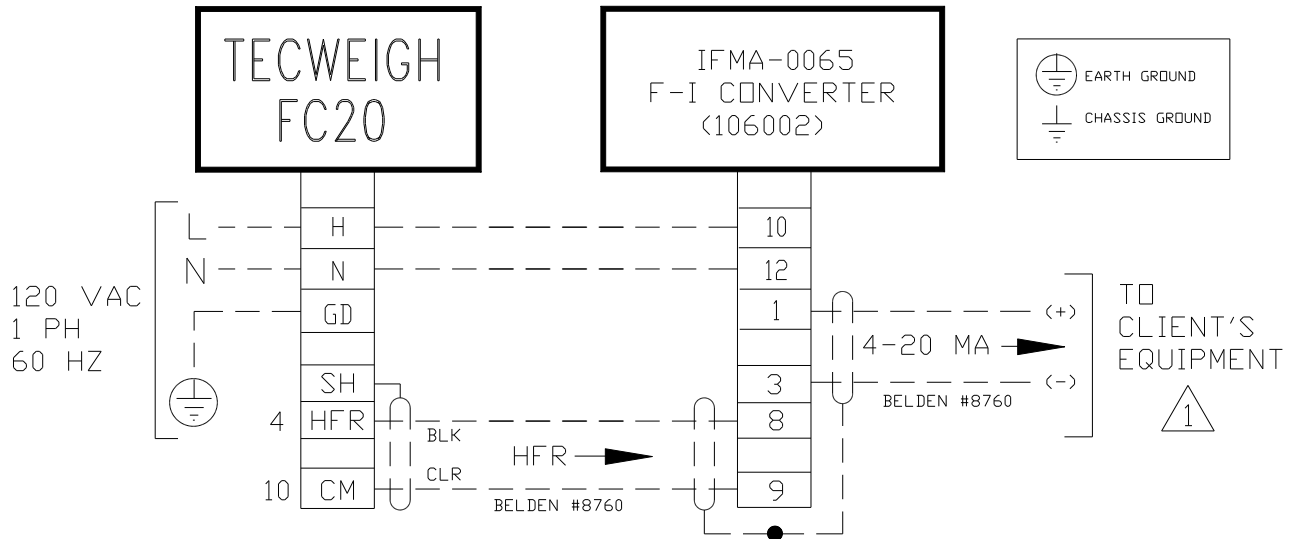 TECWEIGH
FC20
IFMA-0065
F-I CONVERTER
(106002)
EARTH GROUND
CHASSIS GROUND
120 VAC
1 PH
60 HZ
L
N
H
N
GD
SH
4 HFR
10 CM
BLK
CLR
HFR
BELDEN #8760
10
12
1
3
8
9
4-20 MA
(+)
(-)
BELDEN #8760
TO
CLIENT'S
EQUIPMENT
1